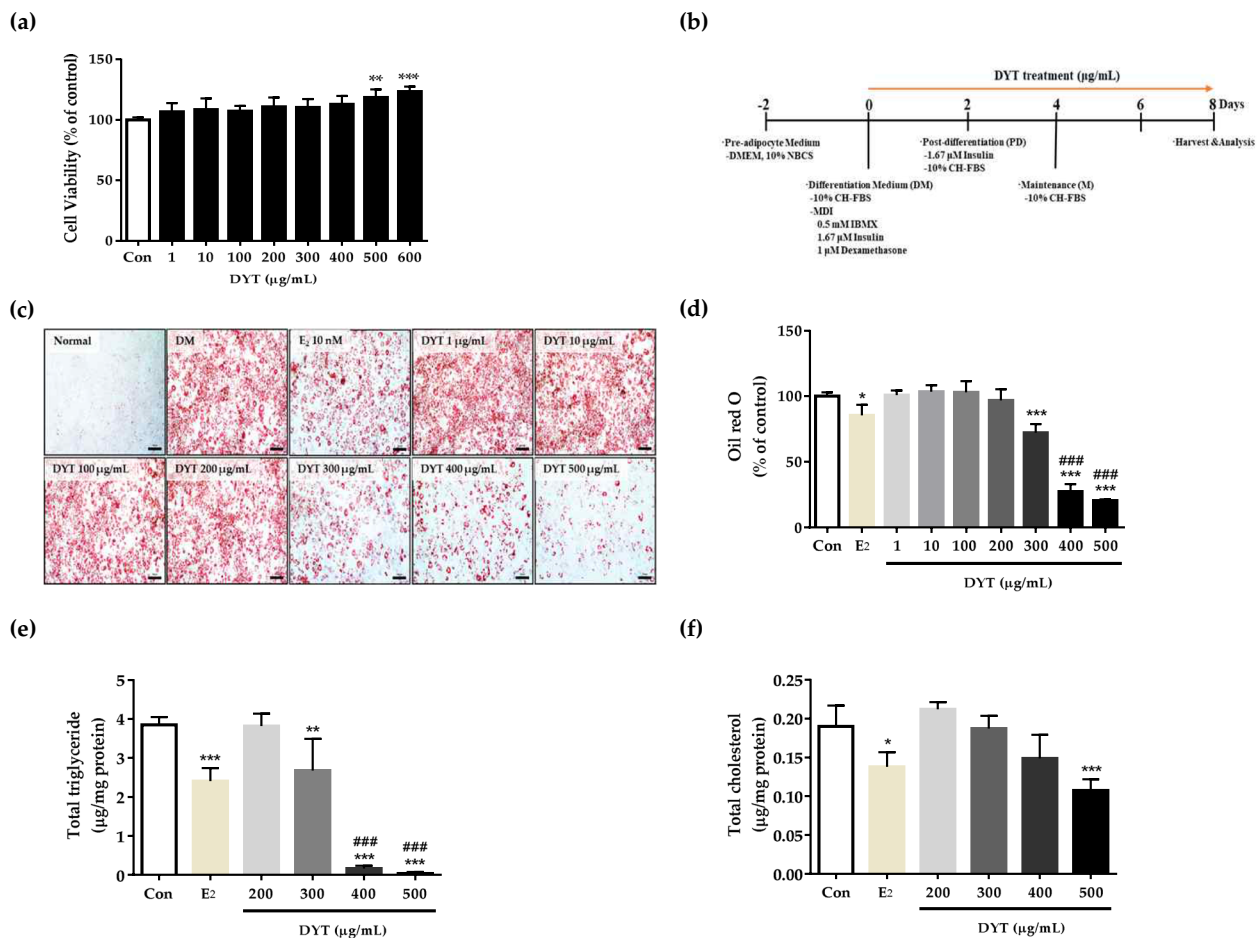 (a)
150
100
50
0
Cell Viability (% of control)
**
***
Con 1 10 100 200 300 400 500 600
DYT (µg/mL)
(b)
DYT treatment (µg/mL)
-2 0 2 4 6 8 Days
·Pre-adipocyte Medium
-DMEM, 10% NBCS
·Differentiation Medium (DM)
-10% CH-FBS
-MDI
0.5 mM IBMX
1.67 µM Insulin
1 µM Dexamethasone
·Post-differentiation (PD)
-1.67 µM Insulin
-10% CH-FBS
·Maintenance (M)
-10% CH-FBS
·Harvest & Analysis
(c)
Normal
DM
E₂ 10 nM
DYT 1 µg/mL
DYT 10 µg/mL
DYT 100 µg/mL
DYT 200 µg/mL
DYT 300 µg/mL
DYT 400 µg/mL
DYT 500 µg/mL
(d)
150
100
50
0
Oil red O
(% of control)
*
***
###
***
###
***
Con E₂ 1 10 100 200 300 400 500
DYT (µg/mL)
(e)
5
4
3
2
1
0
Total triglyceride
(µg/mg protein)
***
**
###
***
###
***
Con E₂ 200 300 400 500
DYT (µg/mL)
(f)
0.25
0.20
0.15
0.10
0.05
0.00
Total cholesterol
(µg/mg protein)
*
***
Con E₂ 200 300 400 500
DYT (µg/mL)